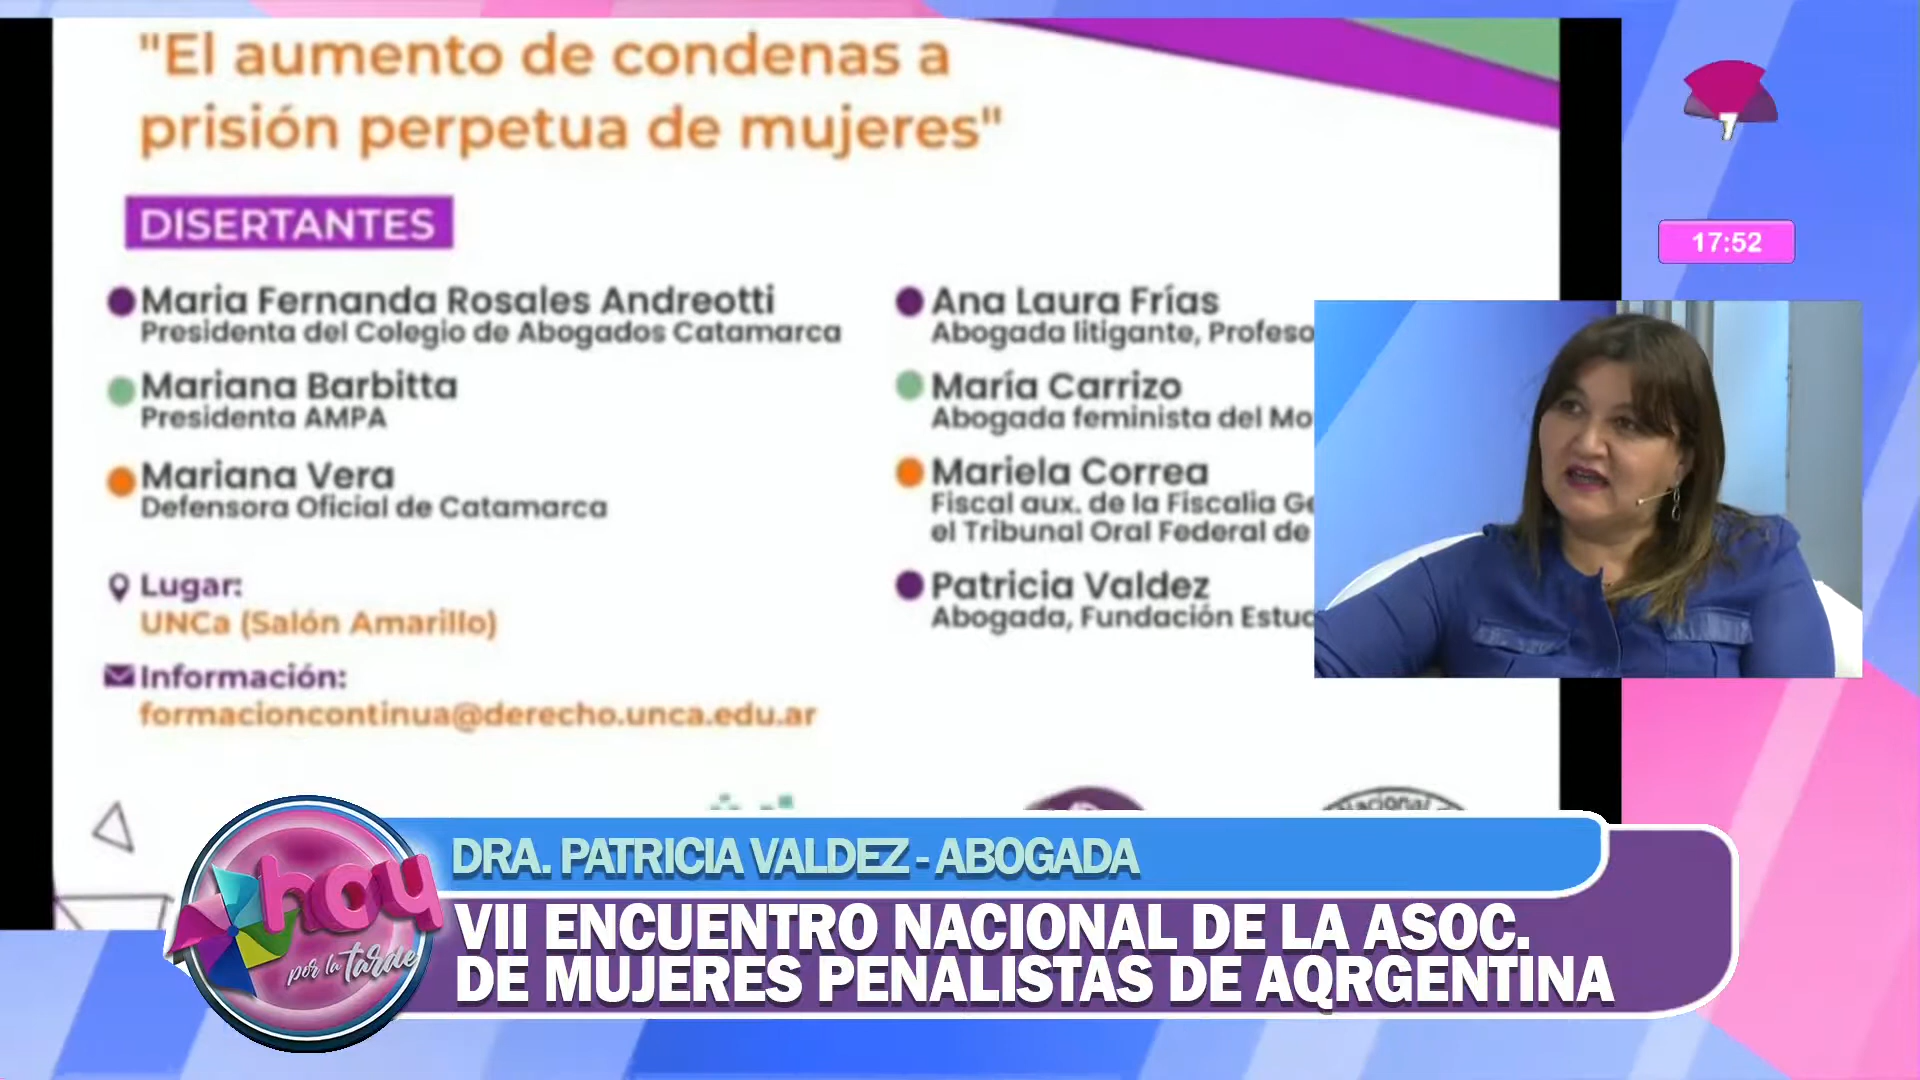 "El aumento de condenas a
prisión perpetua de mujeres"
DISERTANTES
Maria Fernanda Rosales Andreotti
Presidenta del Colegio de Abogados Catamarca
Mariana Barbitta
Presidenta AMPA
Mariana Vera
Defensora Oficial de Catamarca
Lugar:
UNCa (Salón Amarillo)
Información:
formacioncontinua@derecho.unca.edu.ar
Ana Laura Frías
Abogada litigante,
María Carrizo
Abogada feminista del
Mariela Correa
Fiscal aux. de la Fiscalia
el Tribunal Oral Federal de
Patricia Valdez
Abogada, Fundación
7
17:52
Nacional
DRA. PATRICIA VALDEZ - ABOGADA
VII ENCUENTRO NACIONAL DE LA ASOC.
DE MUJERES PENALISTAS DE AQRGENTINA
hoy
por la tarde